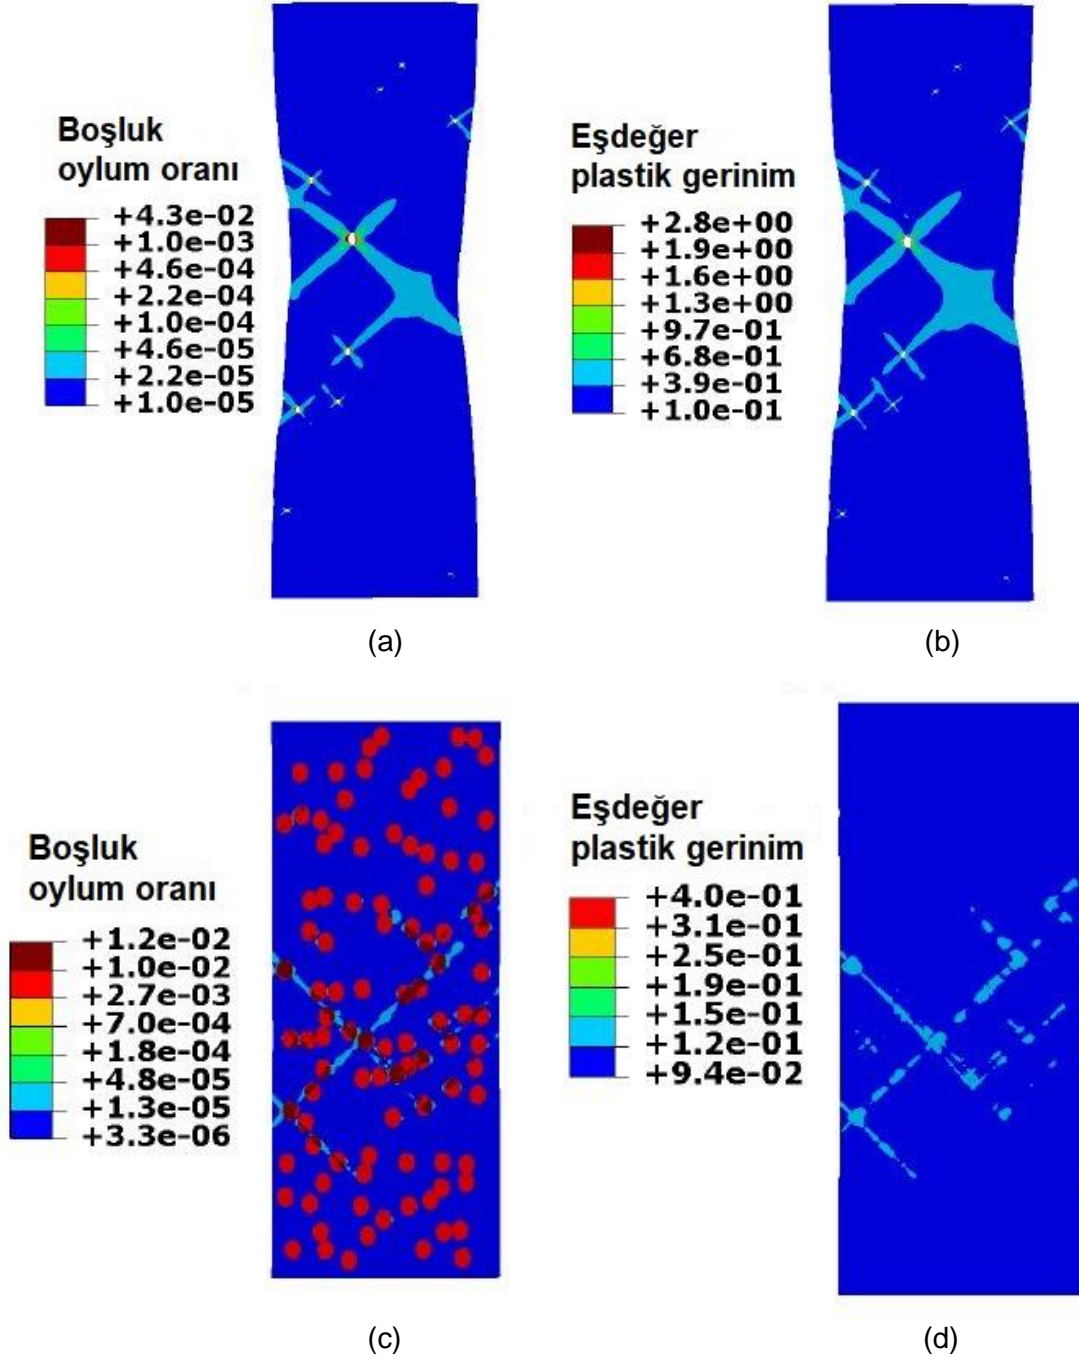 Boşluk
oylum oranı
+4.3e-02
+1.0e-03
+4.6e-04
+2.2e-04
+1.0e-04
+4.6e-05
+2.2e-05
+1.0e-05
(a)
Eşdeğer
plastik gerinim
+2.8e+00
+1.9e+00
+1.6e+00
+1.3e+00
+9.7e-01
+6.8e-01
+3.9e-01
+1.0e-01
(b)
Boşluk
oylum oranı
+1.2e-02
+1.0e-02
+2.7e-03
+7.0e-04
+1.8e-04
+4.8e-05
+1.3e-05
+3.3e-06
(c)
Eşdeğer
plastik gerinim
+4.0e-01
+3.1e-01
+2.5e-01
+1.9e-01
+1.5e-01
+1.2e-01
+9.4e-02
(d)